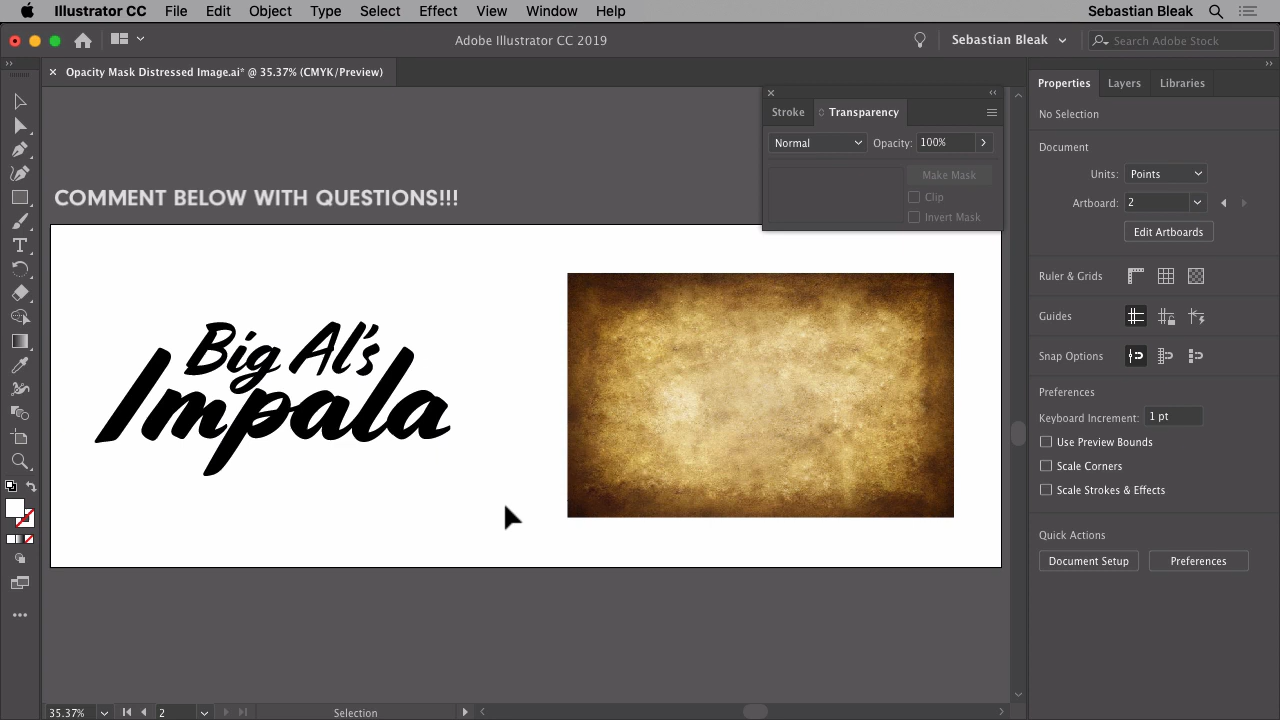 Illustrator CC File Edit Object Type Select Effect View Window Help Sebastian Bleak
Adobe Illustrator CC 2019 Sebastian Bleak Search Adobe Stock
Opacity Mask Distressed Image.ai* @ 35.37% (CMYK/Preview)
Stroke Transparency
Normal Opacity: 100%
Make Mask
Clip
Invert Mask
COMMENT BELOW WITH QUESTIONS!!!
Big Al's
Impala
Properties Layers Libraries
No Selection
Document
Units: Points
Artboard: 2
Edit Artboards
Ruler & Grids
Guides
Snap Options
Preferences
Keyboard Increment: 1 pt
Use Preview Bounds
Scale Corners
Scale Strokes & Effects
Quick Actions
Document Setup Preferences
35.37% 2 Selection